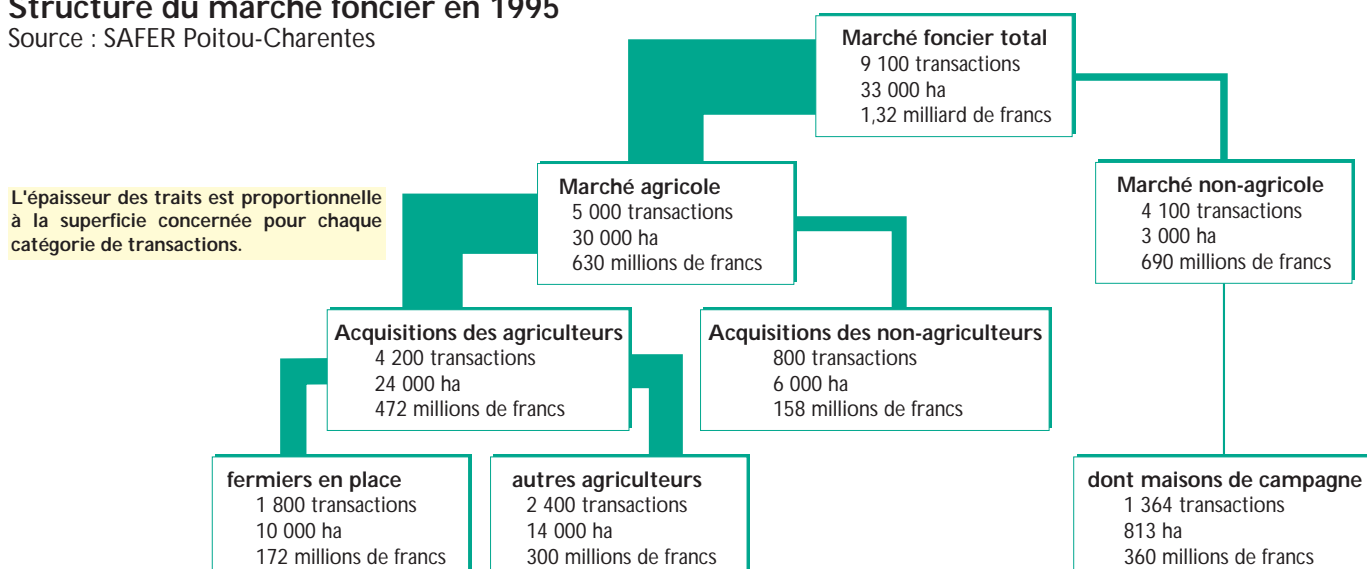 Structure du marché foncier en 1995
Source : SAFER Poitou-Charentes
Marché foncier total
9 100 transactions
33 000 ha
1,32 milliard de francs
L'épaisseur des traits est proportionnelle
à la superficie concernée pour chaque
catégorie de transactions.
Marché agricole
5 000 transactions
30 000 ha
630 millions de francs
Marché non-agricole
4 100 transactions
3 000 ha
690 millions de francs
Acquisitions des agriculteurs
4 200 transactions
24 000 ha
472 millions de francs
Acquisitions des non-agriculteurs
800 transactions
6 000 ha
158 millions de francs
fermiers en place
1 800 transactions
10 000 ha
172 millions de francs
autres agriculteurs
2 400 transactions
14 000 ha
300 millions de francs
dont maisons de campagne
1 364 transactions
813 ha
360 millions de francs